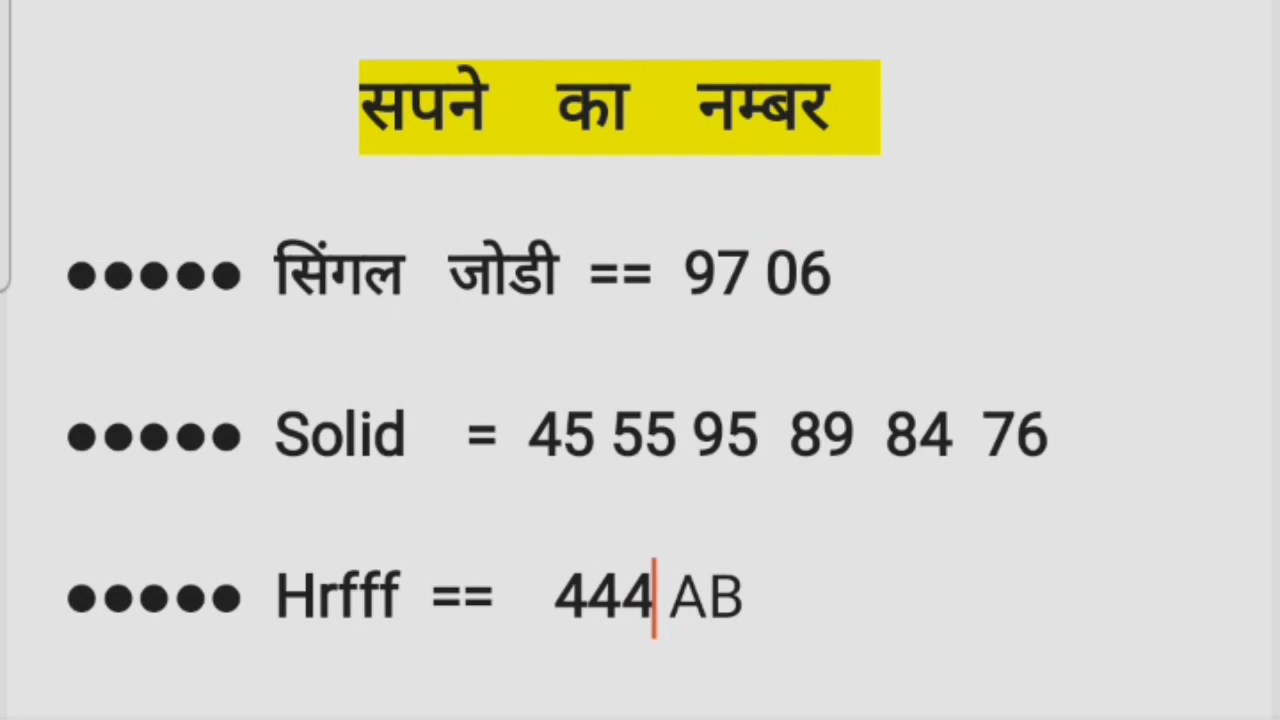 सपने का नम्बर
●●●●● सिंगल जोडी == 97 06
●●●●● Solid = 45 55 95 89 84 76
●●●●● Hrfff == 444 AB